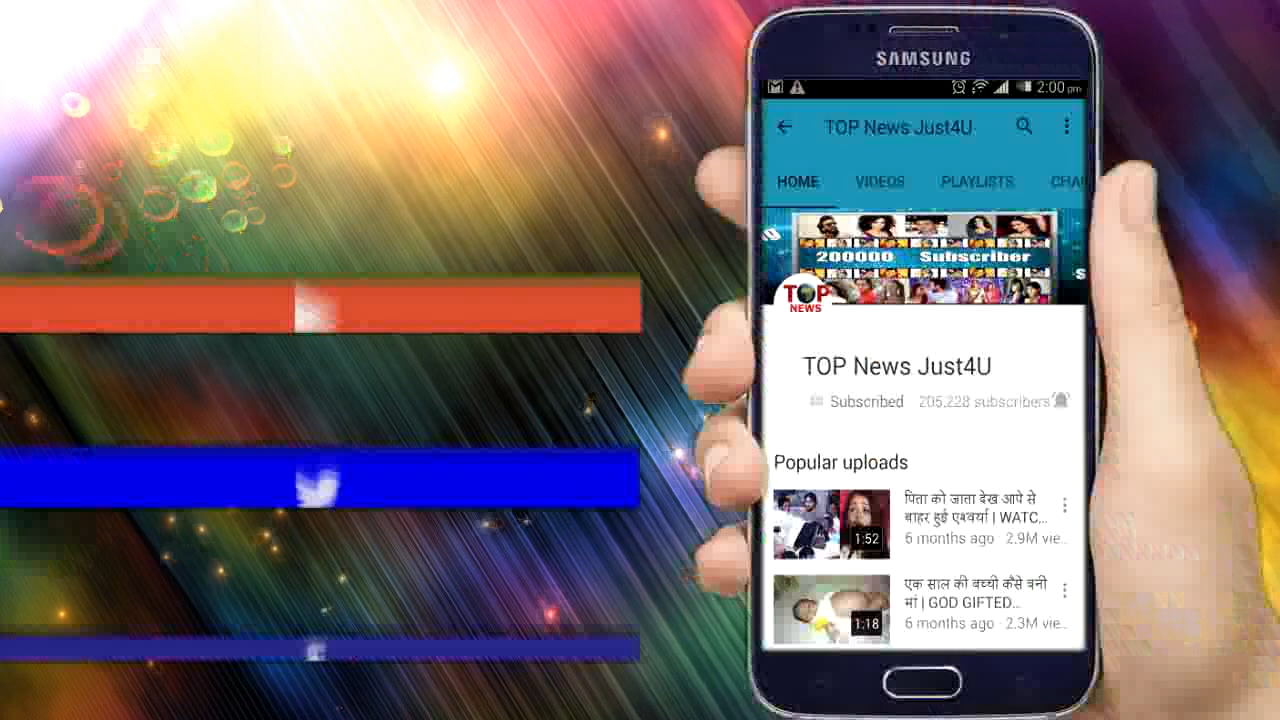 SAMSUNG
2:00 pm
TOP News Just4U
HOME VIDEOS PLAYLISTS CHA
200000 Subscriber
TOP
NEWS
TOP News Just4U
Subscribed 205,228 subscribers
Popular uploads
पिता को जाता देख आपे से
बाहर हुई एश्वर्या | WATC...
6 months ago · 2.9M vie..
1:52
एक साल की बच्ची कैसे बनी
मां | GOD GIFTED...
6 months ago · 2.3M vie..
1:18